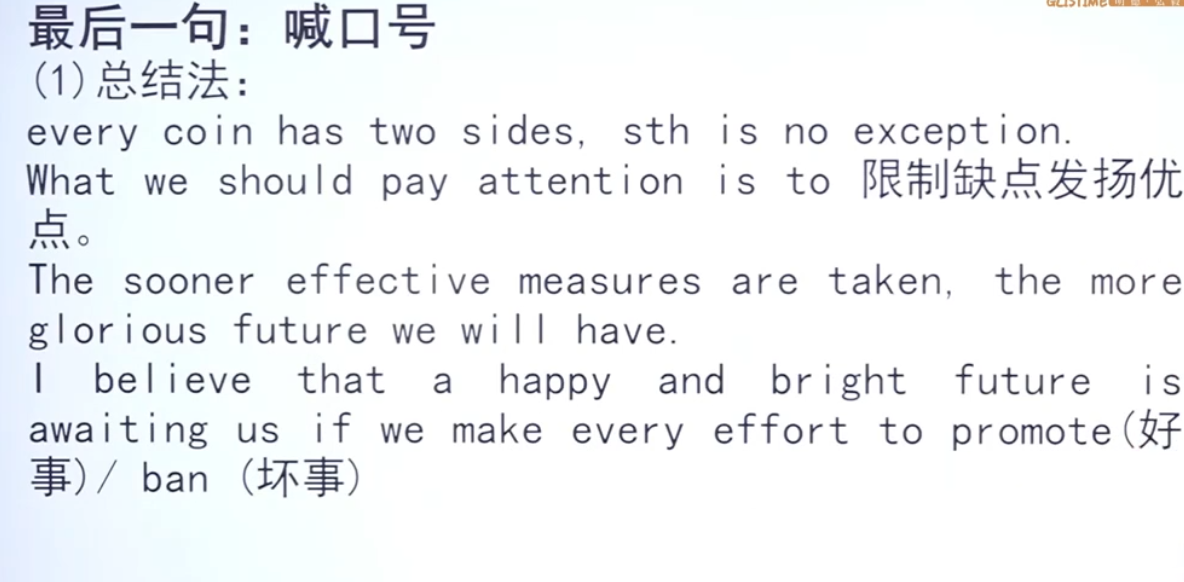 最后一句：喊口号
(1)总结法：
every coin has two sides, sth is no exception.
What we should pay attention is to 限制缺点发扬优
点。
The sooner effective measures are taken, the more
glorious future we will have.
I believe that a happy and bright future is
awaiting us if we make every effort to promote(好
事)/ ban (坏事)